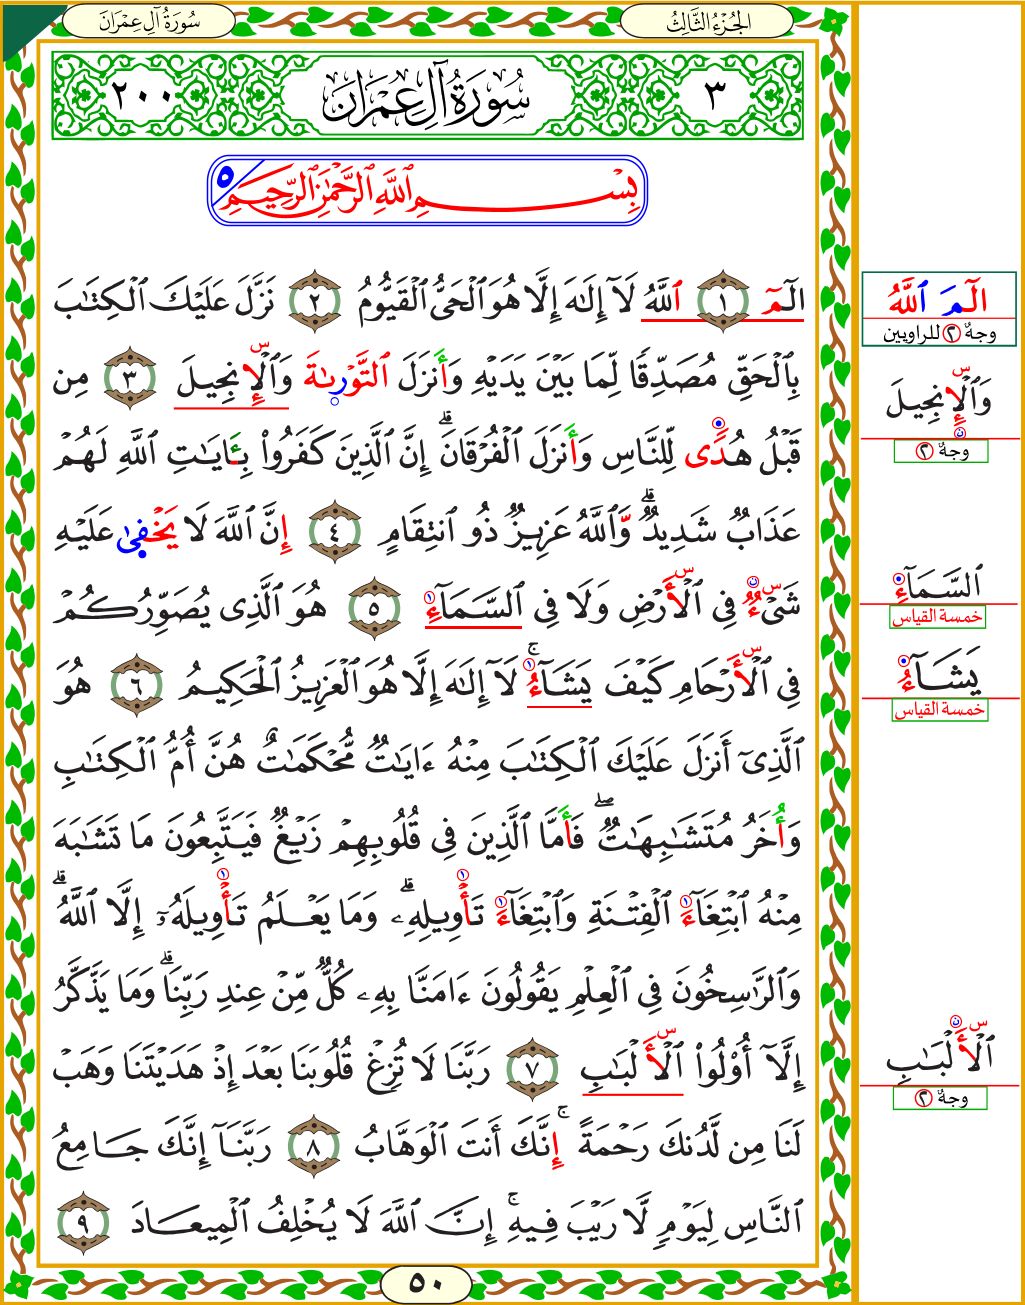 الجُزْءُ الثَّالِثُ
سُورَةُ آلِ عِمْرَان
٣
سُورَةُ آلِ عِمْرَان
٢٠٠
بِسْمِ ٱللَّهِ ٱلرَّحْمَٰنِ ٱلرَّحِيمِ
٥
الٓمٓ ١ ٱللَّهُ لَآ إِلَٰهَ إِلَّا هُوَ ٱلْحَىُّ ٱلْقَيُّومُ ٢ نَزَّلَ عَلَيْكَ ٱلْكِتَٰبَ
بِٱلْحَقِّ مُصَدِّقًا لِّمَا بَيْنَ يَدَيْهِ وَأَنزَلَ ٱلتَّوْرَىٰةَ وَٱلْإِنجِيلَ ٣ مِن
قَبْلُ هُدًى لِّلنَّاسِ وَأَنزَلَ ٱلْفُرْقَانَ ۗ إِنَّ ٱلَّذِينَ كَفَرُوا۟ بِـَٔايَٰتِ ٱللَّهِ لَهُمْ
عَذَابٌ شَدِيدٌ ۗ وَٱللَّهُ عَزِيزٌ ذُو ٱنتِقَامٍ ٤ إِنَّ ٱللَّهَ لَا يَخْفَىٰ عَلَيْهِ
شَىْءٌ فِى ٱلْأَرْضِ وَلَا فِى ٱلسَّمَآءِ ٥ هُوَ ٱلَّذِى يُصَوِّرُكُمْ
فِى ٱلْأَرْحَامِ كَيْفَ يَشَآءُ ۚ لَآ إِلَٰهَ إِلَّا هُوَ ٱلْعَزِيزُ ٱلْحَكِيمُ ٦ هُوَ
ٱلَّذِىٓ أَنزَلَ عَلَيْكَ ٱلْكِتَٰبَ مِنْهُ ءَايَٰتٌ مُّحْكَمَٰتٌ هُنَّ أُمُّ ٱلْكِتَٰبِ
وَأُخَرُ مُتَشَٰبِهَٰتٌ ۖ فَأَمَّا ٱلَّذِينَ فِى قُلُوبِهِمْ زَيْغٌ فَيَتَّبِعُونَ مَا تَشَٰبَهَ
مِنْهُ ٱبْتِغَآءَ ٱلْفِتْنَةِ وَٱبْتِغَآءَ تَأْوِيلِهِۦ ۗ وَمَا يَعْلَمُ تَأْوِيلَهُۥٓ إِلَّا ٱللَّهُ ۗ
وَٱلرَّٰسِخُونَ فِى ٱلْعِلْمِ يَقُولُونَ ءَامَنَّا بِهِۦ كُلٌّ مِّنْ عِندِ رَبِّنَا ۗ وَمَا يَذَّكَّرُ
إِلَّآ أُو۟لُوا۟ ٱلْأَلْبَٰبِ ٧ رَبَّنَا لَا تُزِغْ قُلُوبَنَا بَعْدَ إِذْ هَدَيْتَنَا وَهَبْ
لَنَا مِن لَّدُنكَ رَحْمَةً ۚ إِنَّكَ أَنتَ ٱلْوَهَّابُ ٨ رَبَّنَآ إِنَّكَ جَامِعُ
ٱلنَّاسِ لِيَوْمٍ لَّا رَيْبَ فِيهِ ۚ إِنَّ ٱللَّهَ لَا يُخْلِفُ ٱلْمِيعَادَ ٩
الٓمَ ٱللَّهُ
وجهٌ ٢ للراويين
وَٱلْإِنجِيلَ
وجهٌ ٢
ٱلسَّمَآءِ
خمسة القياس
يَشَآءُ
خمسة القياس
ٱلْأَلْبَٰبِ
وجهٌ ٢
٥٠